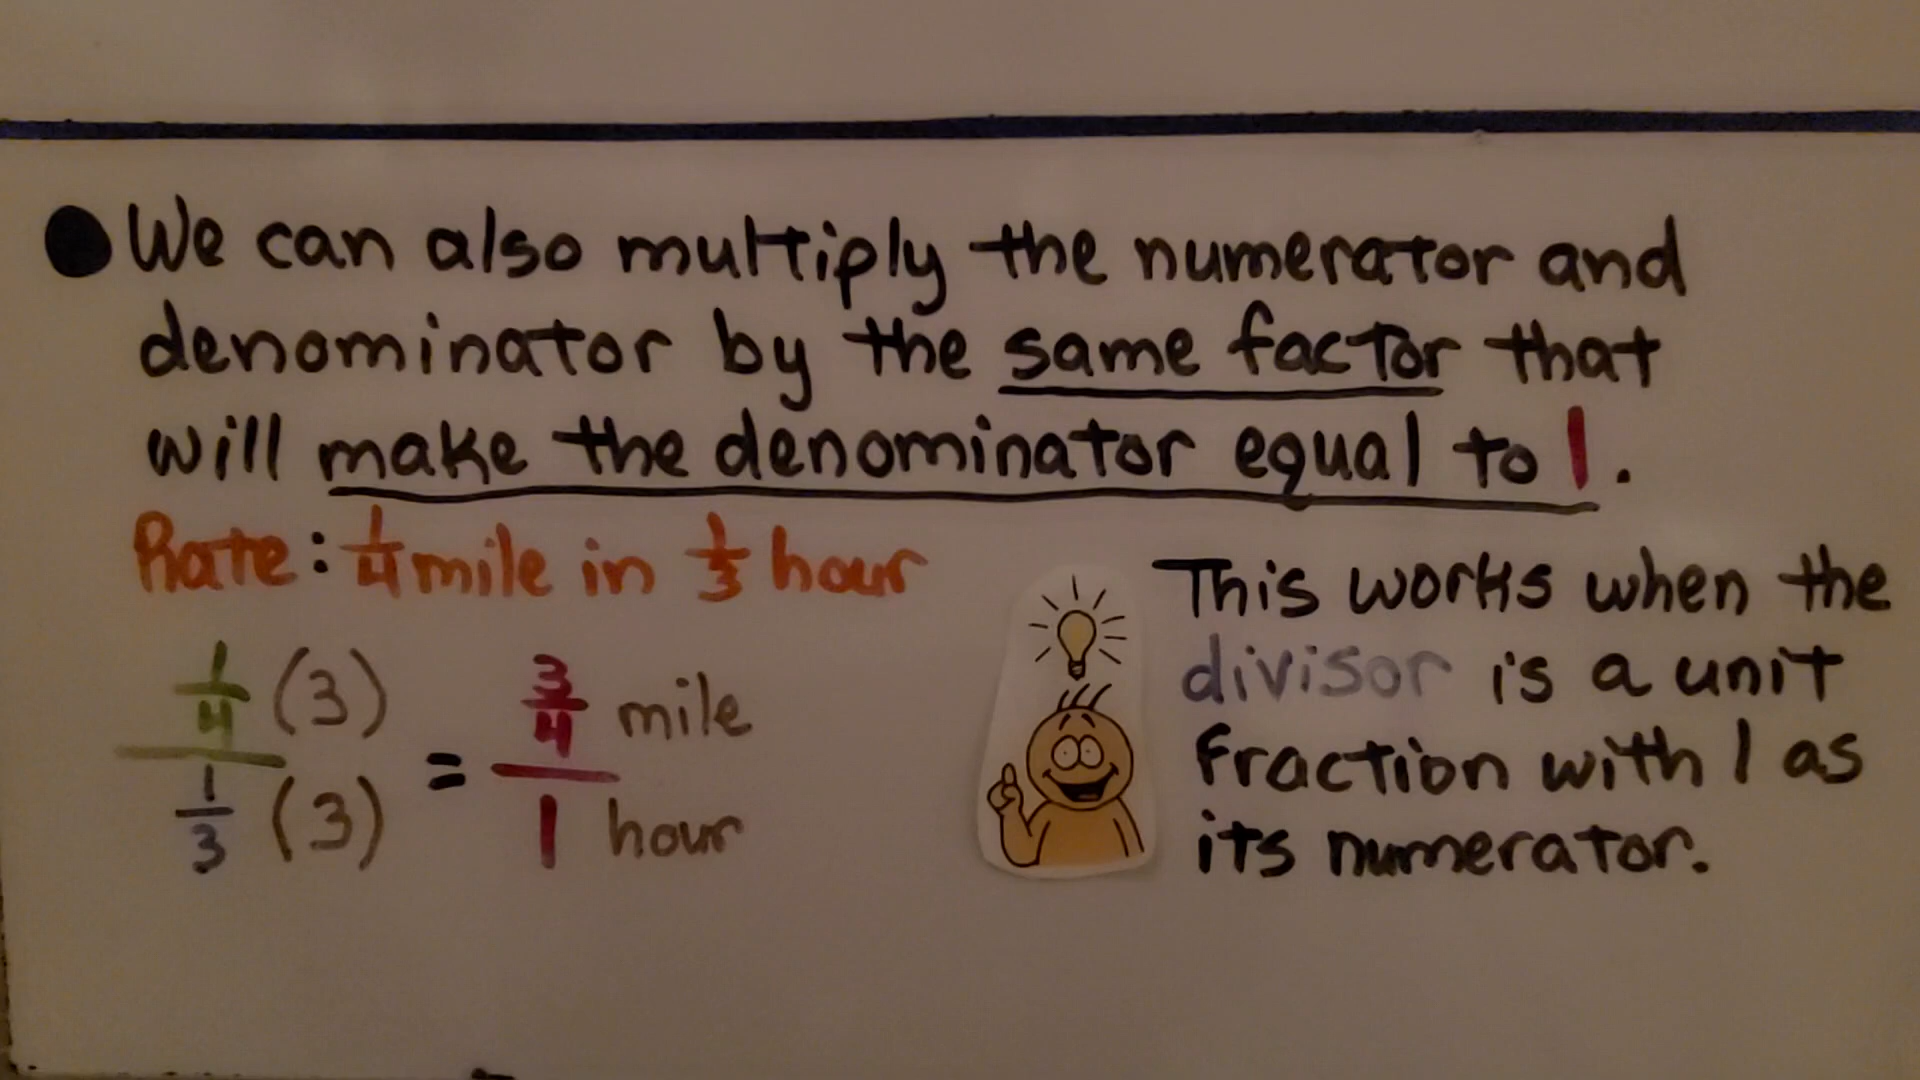 We can also multiply the numerator and
denominator by the same factor that
will make the denominator equal to 1.
Rate: 1/4 mile in 1/3 hour
This works when the
divisor is a unit
fraction with 1 as
its numerator.
1/4 (3)
1/3 (3)
=
3/4 mile
1 hour